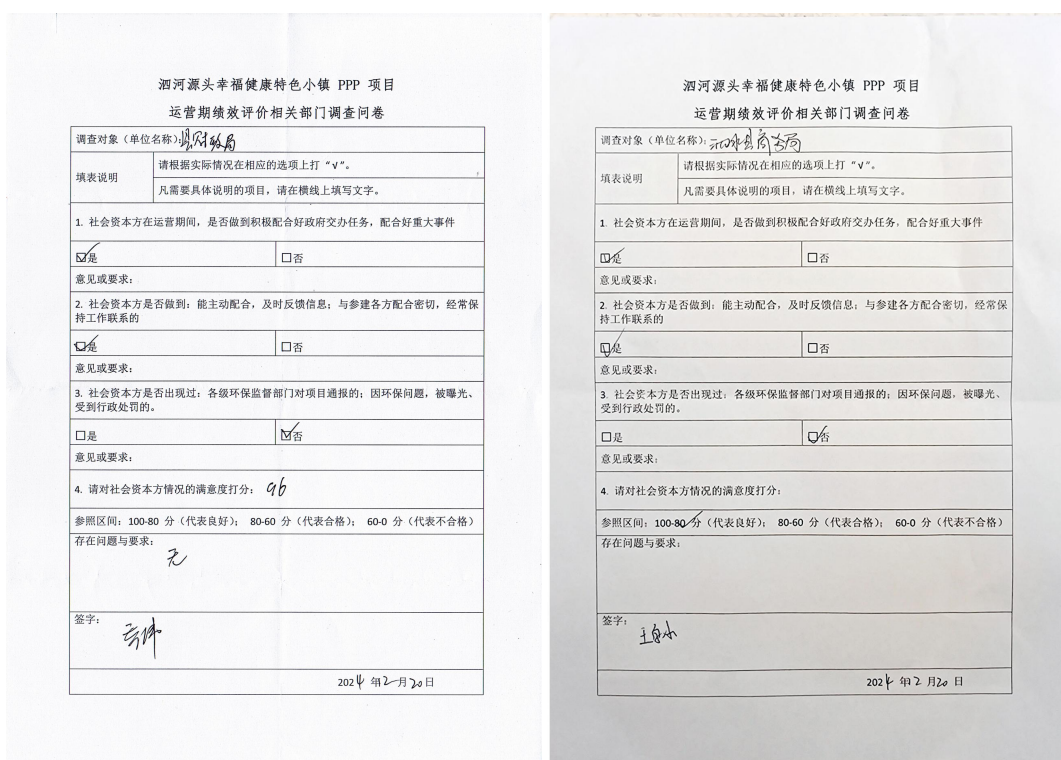 泗河源头幸福健康特色小镇 PPP 项目
运营期绩效评价相关部门调查问卷
调查对象（单位名称）：县财政局
填表说明
请根据实际情况在相应的选项上打“√”。
凡需要具体说明的项目，请在横线上填写文字。
1. 社会资本方在运营期间，是否做到积极配合好政府交办任务，配合好重大事件
☑是
□否
意见或要求：
2. 社会资本方是否做到：能主动配合，及时反馈信息；与参建各方配合密切，经常保
持工作联系的
☑是
□否
意见或要求：
3. 社会资本方是否出现过：各级环保监督部门对项目通报的；因环保问题，被曝光、
受到行政处罚的。
□是
☑否
意见或要求：
4. 请对社会资本方情况的满意度打分： 96
参照区间：100-80 分（代表良好）； 80-60 分（代表合格）； 60-0 分（代表不合格）
存在问题与要求：
无
签字：
2024 年2月20日
泗河源头幸福健康特色小镇 PPP 项目
运营期绩效评价相关部门调查问卷
调查对象（单位名称）：泗水县商务局
填表说明
请根据实际情况在相应的选项上打“√”。
凡需要具体说明的项目，请在横线上填写文字。
1. 社会资本方在运营期间，是否做到积极配合好政府交办任务，配合好重大事件
☑是
□否
意见或要求：
2. 社会资本方是否做到：能主动配合，及时反馈信息；与参建各方配合密切，经常保
持工作联系的
☑是
□否
意见或要求：
3. 社会资本方是否出现过：各级环保监督部门对项目通报的；因环保问题，被曝光、
受到行政处罚的。
□是
☑否
意见或要求：
4. 请对社会资本方情况的满意度打分：
参照区间：100-80√分（代表良好）； 80-60 分（代表合格）； 60-0 分（代表不合格）
存在问题与要求：
签字：
2024 年2月20日